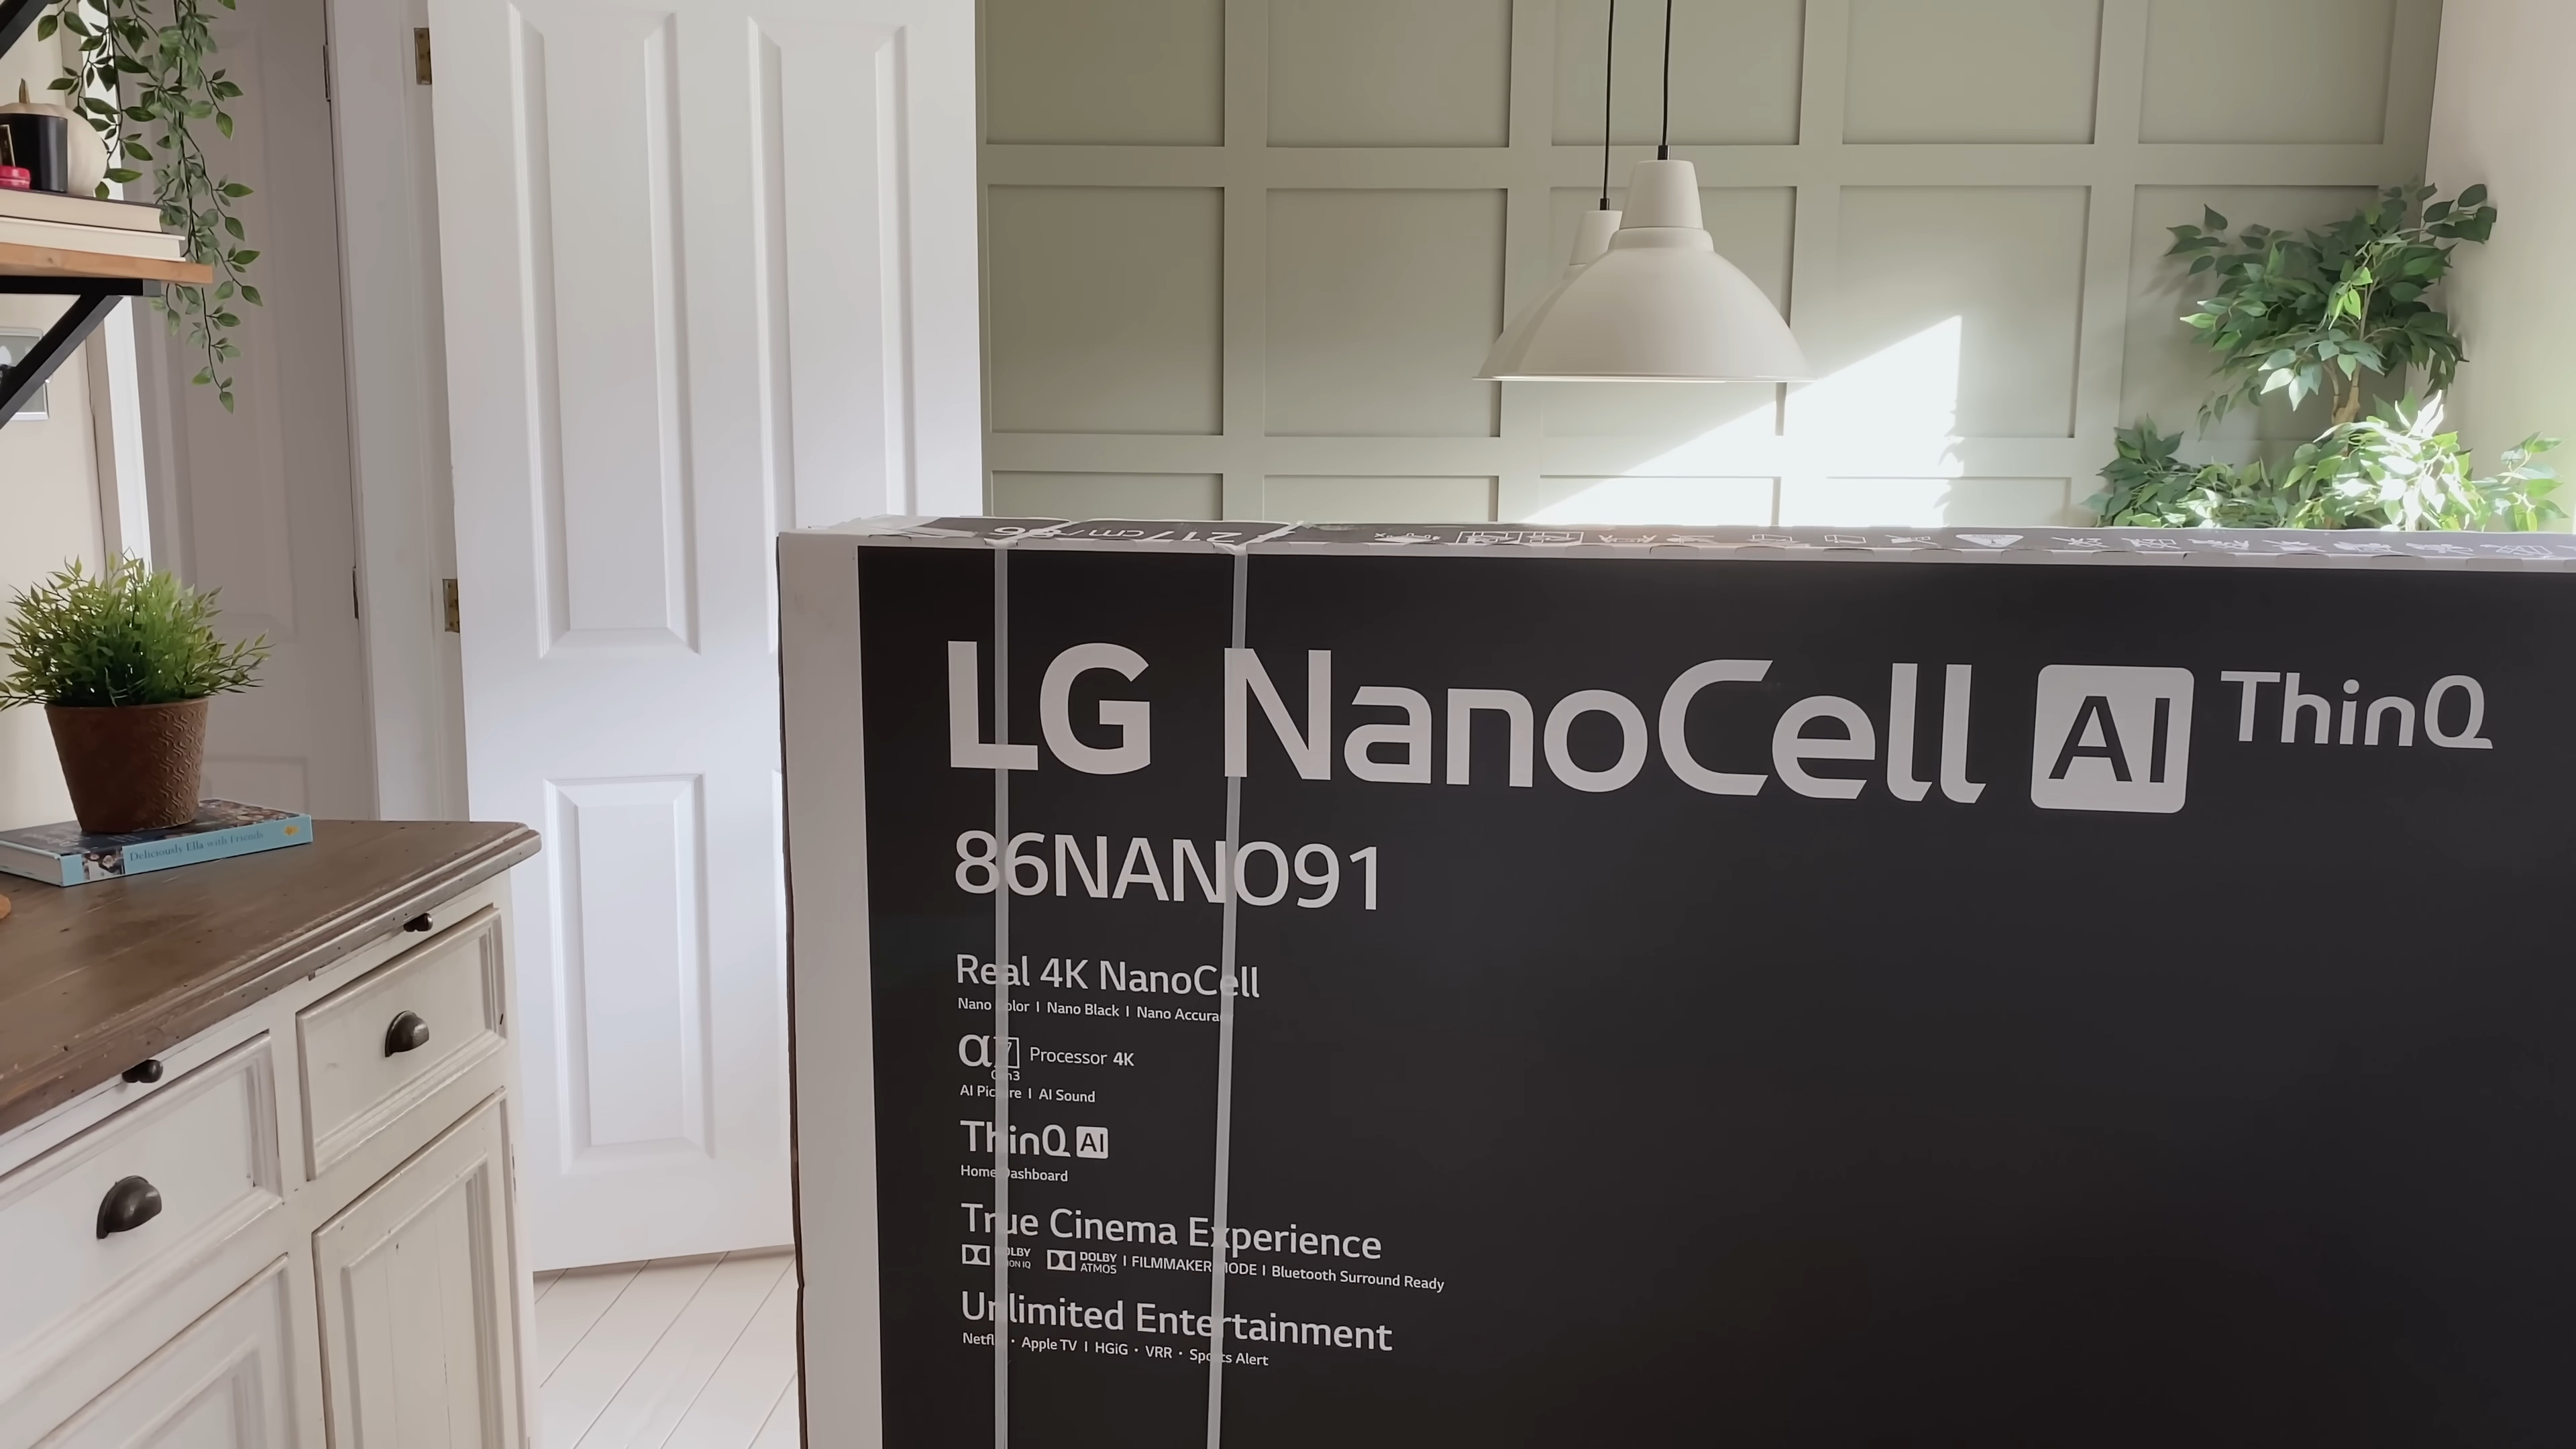 Deliciously Ella with Friends
217cm
LG NanoCell AI ThinQ
86NANO91
Real 4K NanoCell
Nano Color | Nano Black | Nano Accuracy
α7 Processor 4K
Gen3
AI Picture | AI Sound
ThinQ AI
Home Dashboard
True Cinema Experience
DOLBY VISION IQ DOLBY ATMOS | FILMMAKER MODE | Bluetooth Surround Ready
Unlimited Entertainment
Netflix · Apple TV | HGiG · VRR · Sports Alert